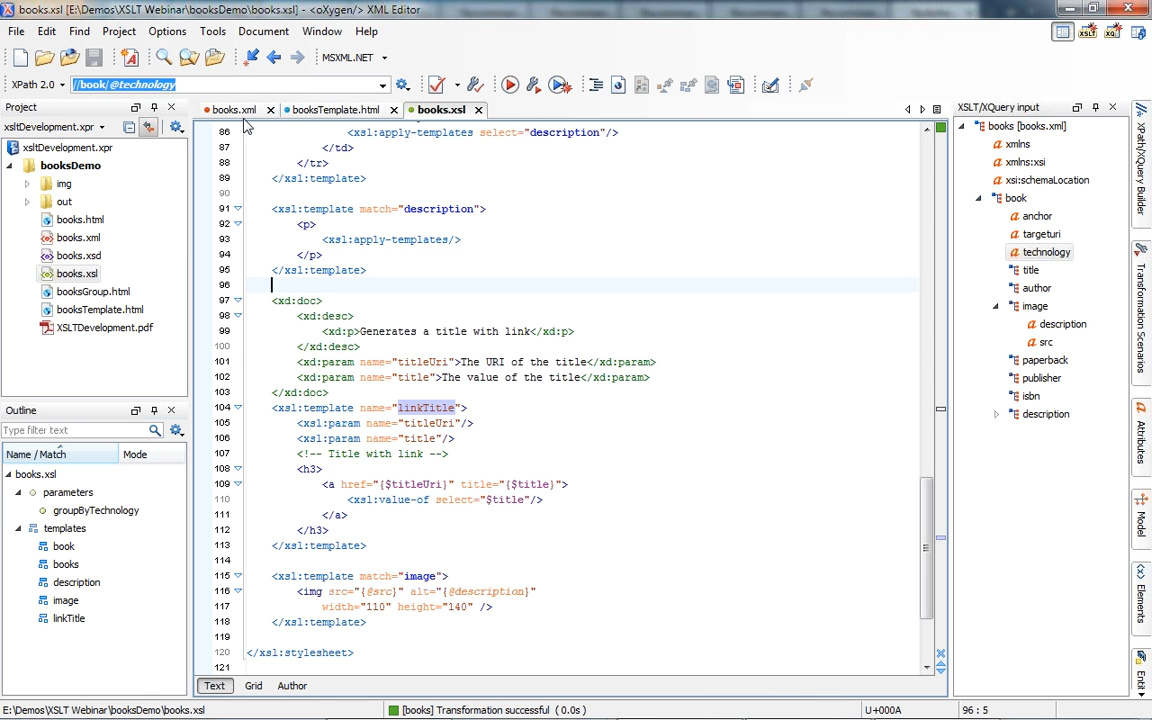 books.xsl [E:\Demos\XSLT Webinar\booksDemo\books.xsl] - <oXygen/> XML Editor
File Edit Find Project Options Tools Document Window Help
MSXML.NET
XPath 2.0 //book/@technology
Project
xsltDevelopment.xpr
xsltDevelopment.xpr
booksDemo
img
out
books.html
books.xml
books.xsd
books.xsl
booksGroup.html
booksTemplate.html
XSLTDevelopment.pdf
Outline
Type filter text
Name / Match Mode
books.xsl
parameters
groupByTechnology
templates
book
books
description
image
linkTitle
books.xml booksTemplate.html books.xsl
86 <xsl:apply-templates select="description"/>
87 </td>
88 </tr>
89 </xsl:template>
90
91 <xsl:template match="description">
92 <p>
93 <xsl:apply-templates/>
94 </p>
95 </xsl:template>
96
97 <xd:doc>
98 <xd:desc>
99 <xd:p>Generates a title with link</xd:p>
100 </xd:desc>
101 <xd:param name="titleUri">The URI of the title</xd:param>
102 <xd:param name="title">The value of the title</xd:param>
103 </xd:doc>
104 <xsl:template name="linkTitle">
105 <xsl:param name="titleUri"/>
106 <xsl:param name="title"/>
107 <!-- Title with link -->
108 <h3>
109 <a href="{$titleUri}" title="{$title}">
110 <xsl:value-of select="$title"/>
111 </a>
112 </h3>
113 </xsl:template>
114
115 <xsl:template match="image">
116 <img src="{@src}" alt="{@description}"
117 width="110" height="140" />
118 </xsl:template>
119
120 </xsl:stylesheet>
121
Text Grid Author
XSLT/XQuery input
books [books.xml]
xmlns
xmlns:xsi
xsi:schemaLocation
book
anchor
targeturi
technology
title
author
image
description
src
paperback
publisher
isbn
description
XPath/XQuery Builder
Transformation Scenarios
Attributes
Model
Elements
Entit
E:\Demos\XSLT Webinar\booksDemo\books.xsl [books] Transformation successful (0.0s) U+000A 96 : 5